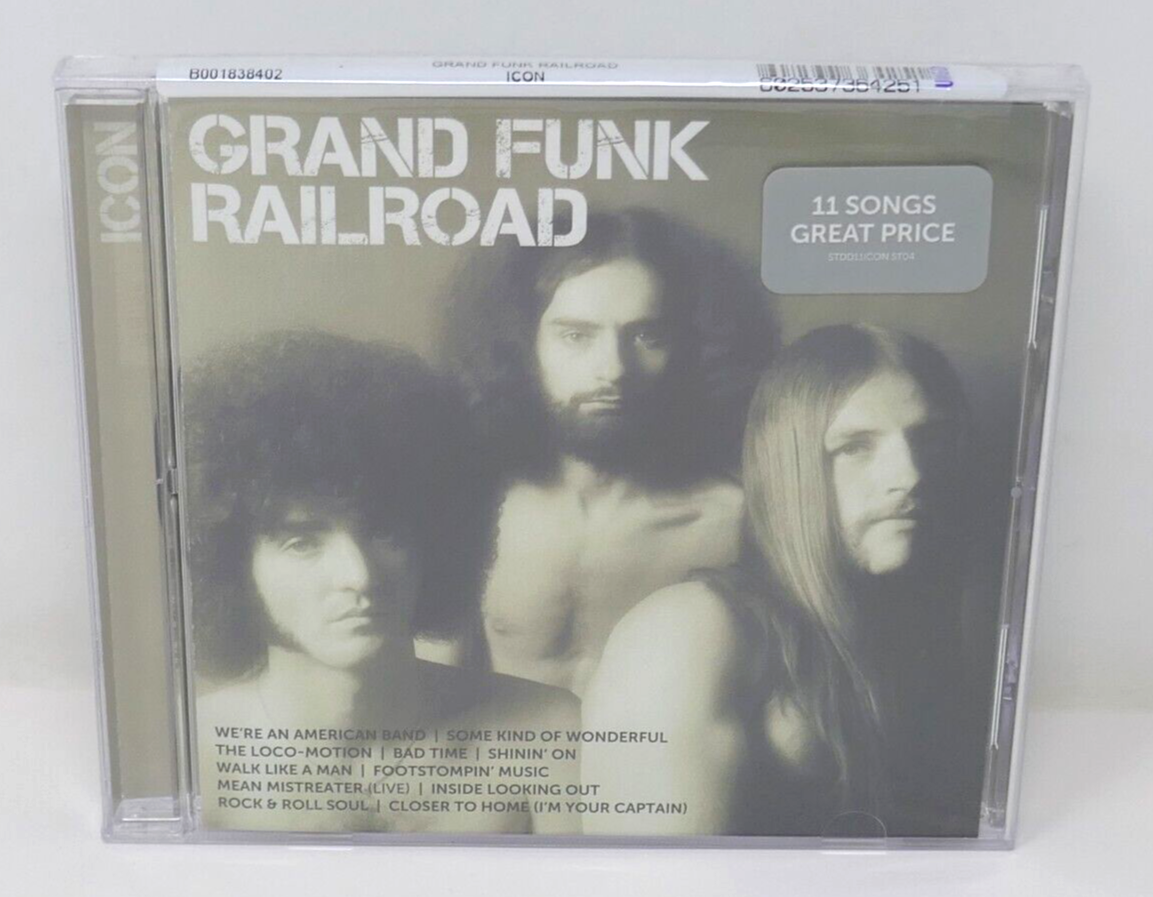 B001838402
GRAND FUNK RAILROAD
ICON
ICON
GRAND FUNK
RAILROAD
11 SONGS
GREAT PRICE
WE'RE AN AMERICAN BAND | SOME KIND OF WONDERFUL
THE LOCO-MOTION | BAD TIME | SHININ' ON
WALK LIKE A MAN | FOOTSTOMPIN' MUSIC
MEAN MISTREATER (LIVE) | INSIDE LOOKING OUT
ROCK & ROLL SOUL | CLOSER TO HOME (I'M YOUR CAPTAIN)